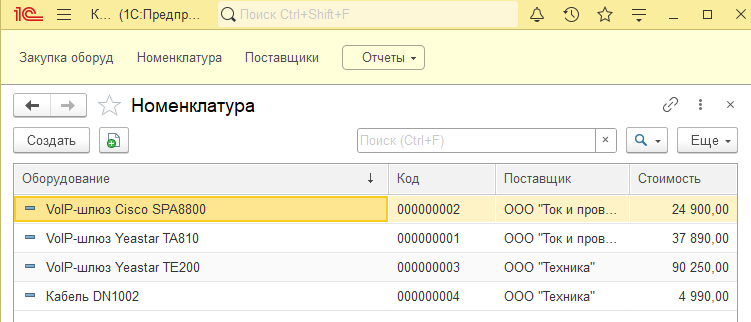 1С К... (1С:Предпр... Поиск Ctrl+Shift+F
Закупка оборуд Номенклатура Поставщики Отчеты
Номенклатура
Создать Поиск (Ctrl+F) × Еще
Оборудование ↓ Код Поставщик Стоимость
VoIP-шлюз Cisco SPA8800 000000002 ООО "Ток и пров... 24 900,00
VoIP-шлюз Yeastar TA810 000000001 ООО "Ток и пров... 37 890,00
VoIP-шлюз Yeastar TE200 000000003 ООО "Техника" 90 250,00
Кабель DN1002 000000004 ООО "Техника" 4 990,00